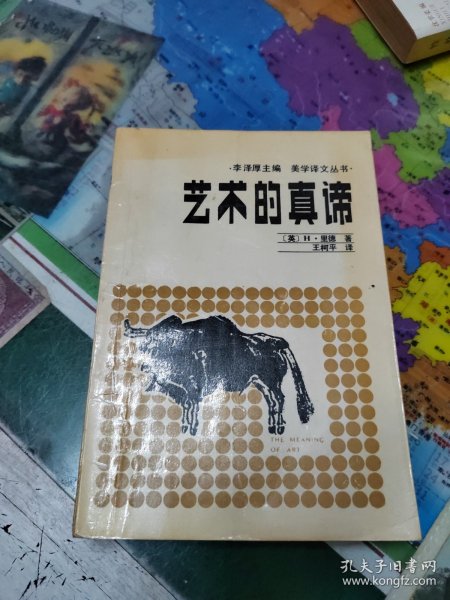 ·李泽厚主编 美学译文丛书·
艺术的真谛
〔英〕H·里德 著
王柯平 译
THE MEANING
OF ART
孔夫子旧书网
www.kongfz.com